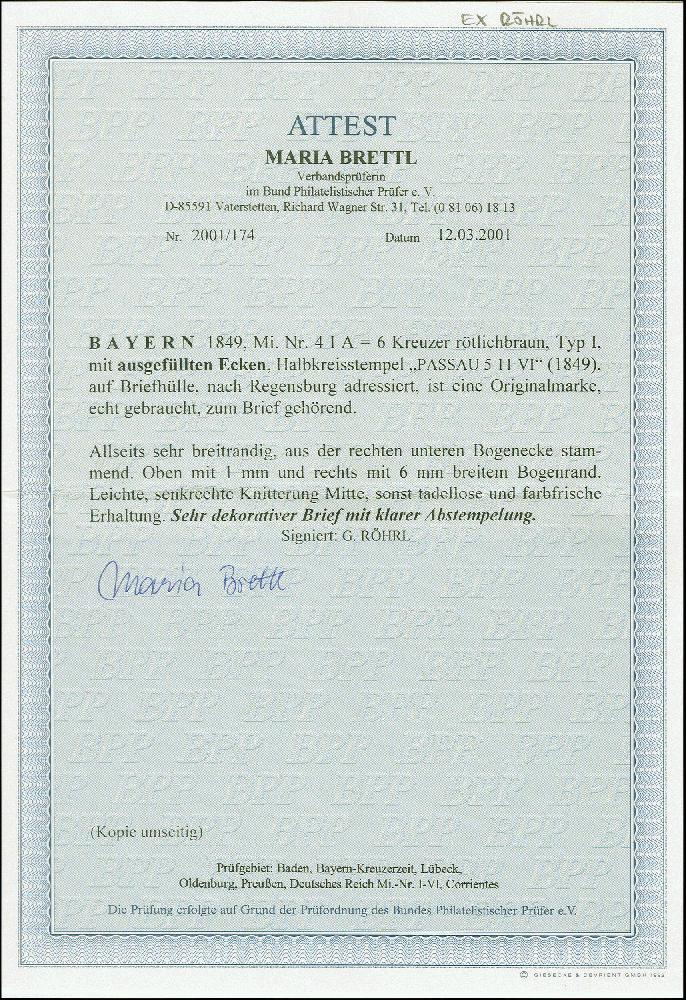 EX RÖHRL
ATTEST
MARIA BRETTL
Verbandsprüferin
im Bund Philatelistischer Prüfer e. V.
D-85591 Vaterstetten, Richard Wagner Str. 31, Tel. (0 81 06) 18 13
Nr. 2001/174 Datum 12.03.2001
BAYERN 1849, Mi. Nr. 4 I A = 6 Kreuzer rötlichbraun, Typ I,
mit ausgefüllten Ecken, Halbkreisstempel „PASSAU 5 11 VI“ (1849),
auf Briefhülle, nach Regensburg adressiert, ist eine Originalmarke,
echt gebraucht, zum Brief gehörend.
Allseits sehr breitrandig, aus der rechten unteren Bogenecke stam-
mend. Oben mit 1 mm und rechts mit 6 mm breitem Bogenrand.
Leichte, senkrechte Knitterung Mitte, sonst tadellose und farbfrische
Erhaltung. Sehr dekorativer Brief mit klarer Abstempelung.
Signiert: G. RÖHRL
Maria Brettl
(Kopie umseitig)
Prüfgebiet: Baden, Bayern-Kreuzerzeit, Lübeck,
Oldenburg, Preußen, Deutsches Reich Mi.-Nr. I-VI, Corrientes
Die Prüfung erfolgte auf Grund der Prüfordnung des Bundes Philatelistischer Prüfer e.V.
© GIESECKE & DEVRIENT GMBH